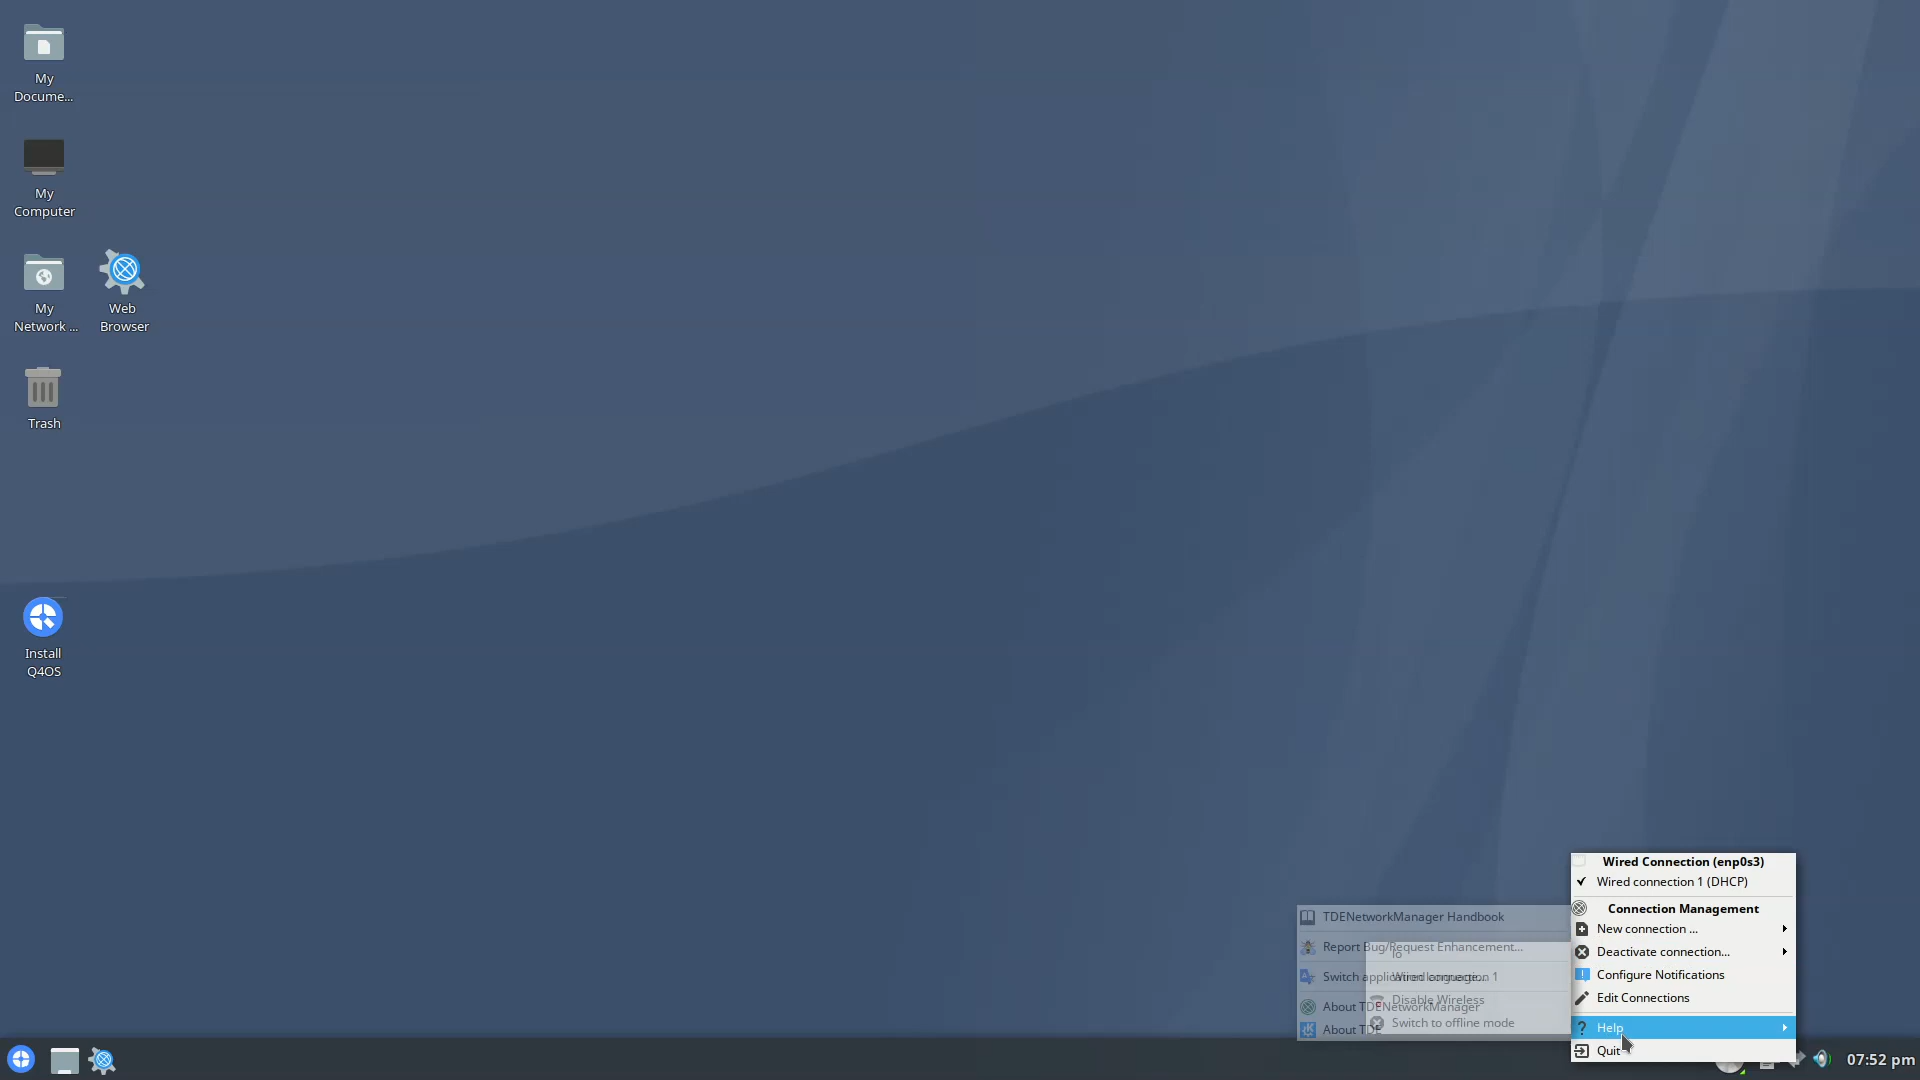 My
Docume...
My
Computer
My
Network ...
Web
Browser
Trash
Install
Q4OS
TDENetworkManager Handbook
Report Bug/Request Enhancement...
lo
Switch application language...
Wired connection 1
Disable Wireless
About TDENetworkManager
Switch to offline mode
About TDE
Wired Connection (enp0s3)
Wired connection 1 (DHCP)
Connection Management
New connection ...
Deactivate connection...
Configure Notifications
Edit Connections
Help
Quit
07:52 pm